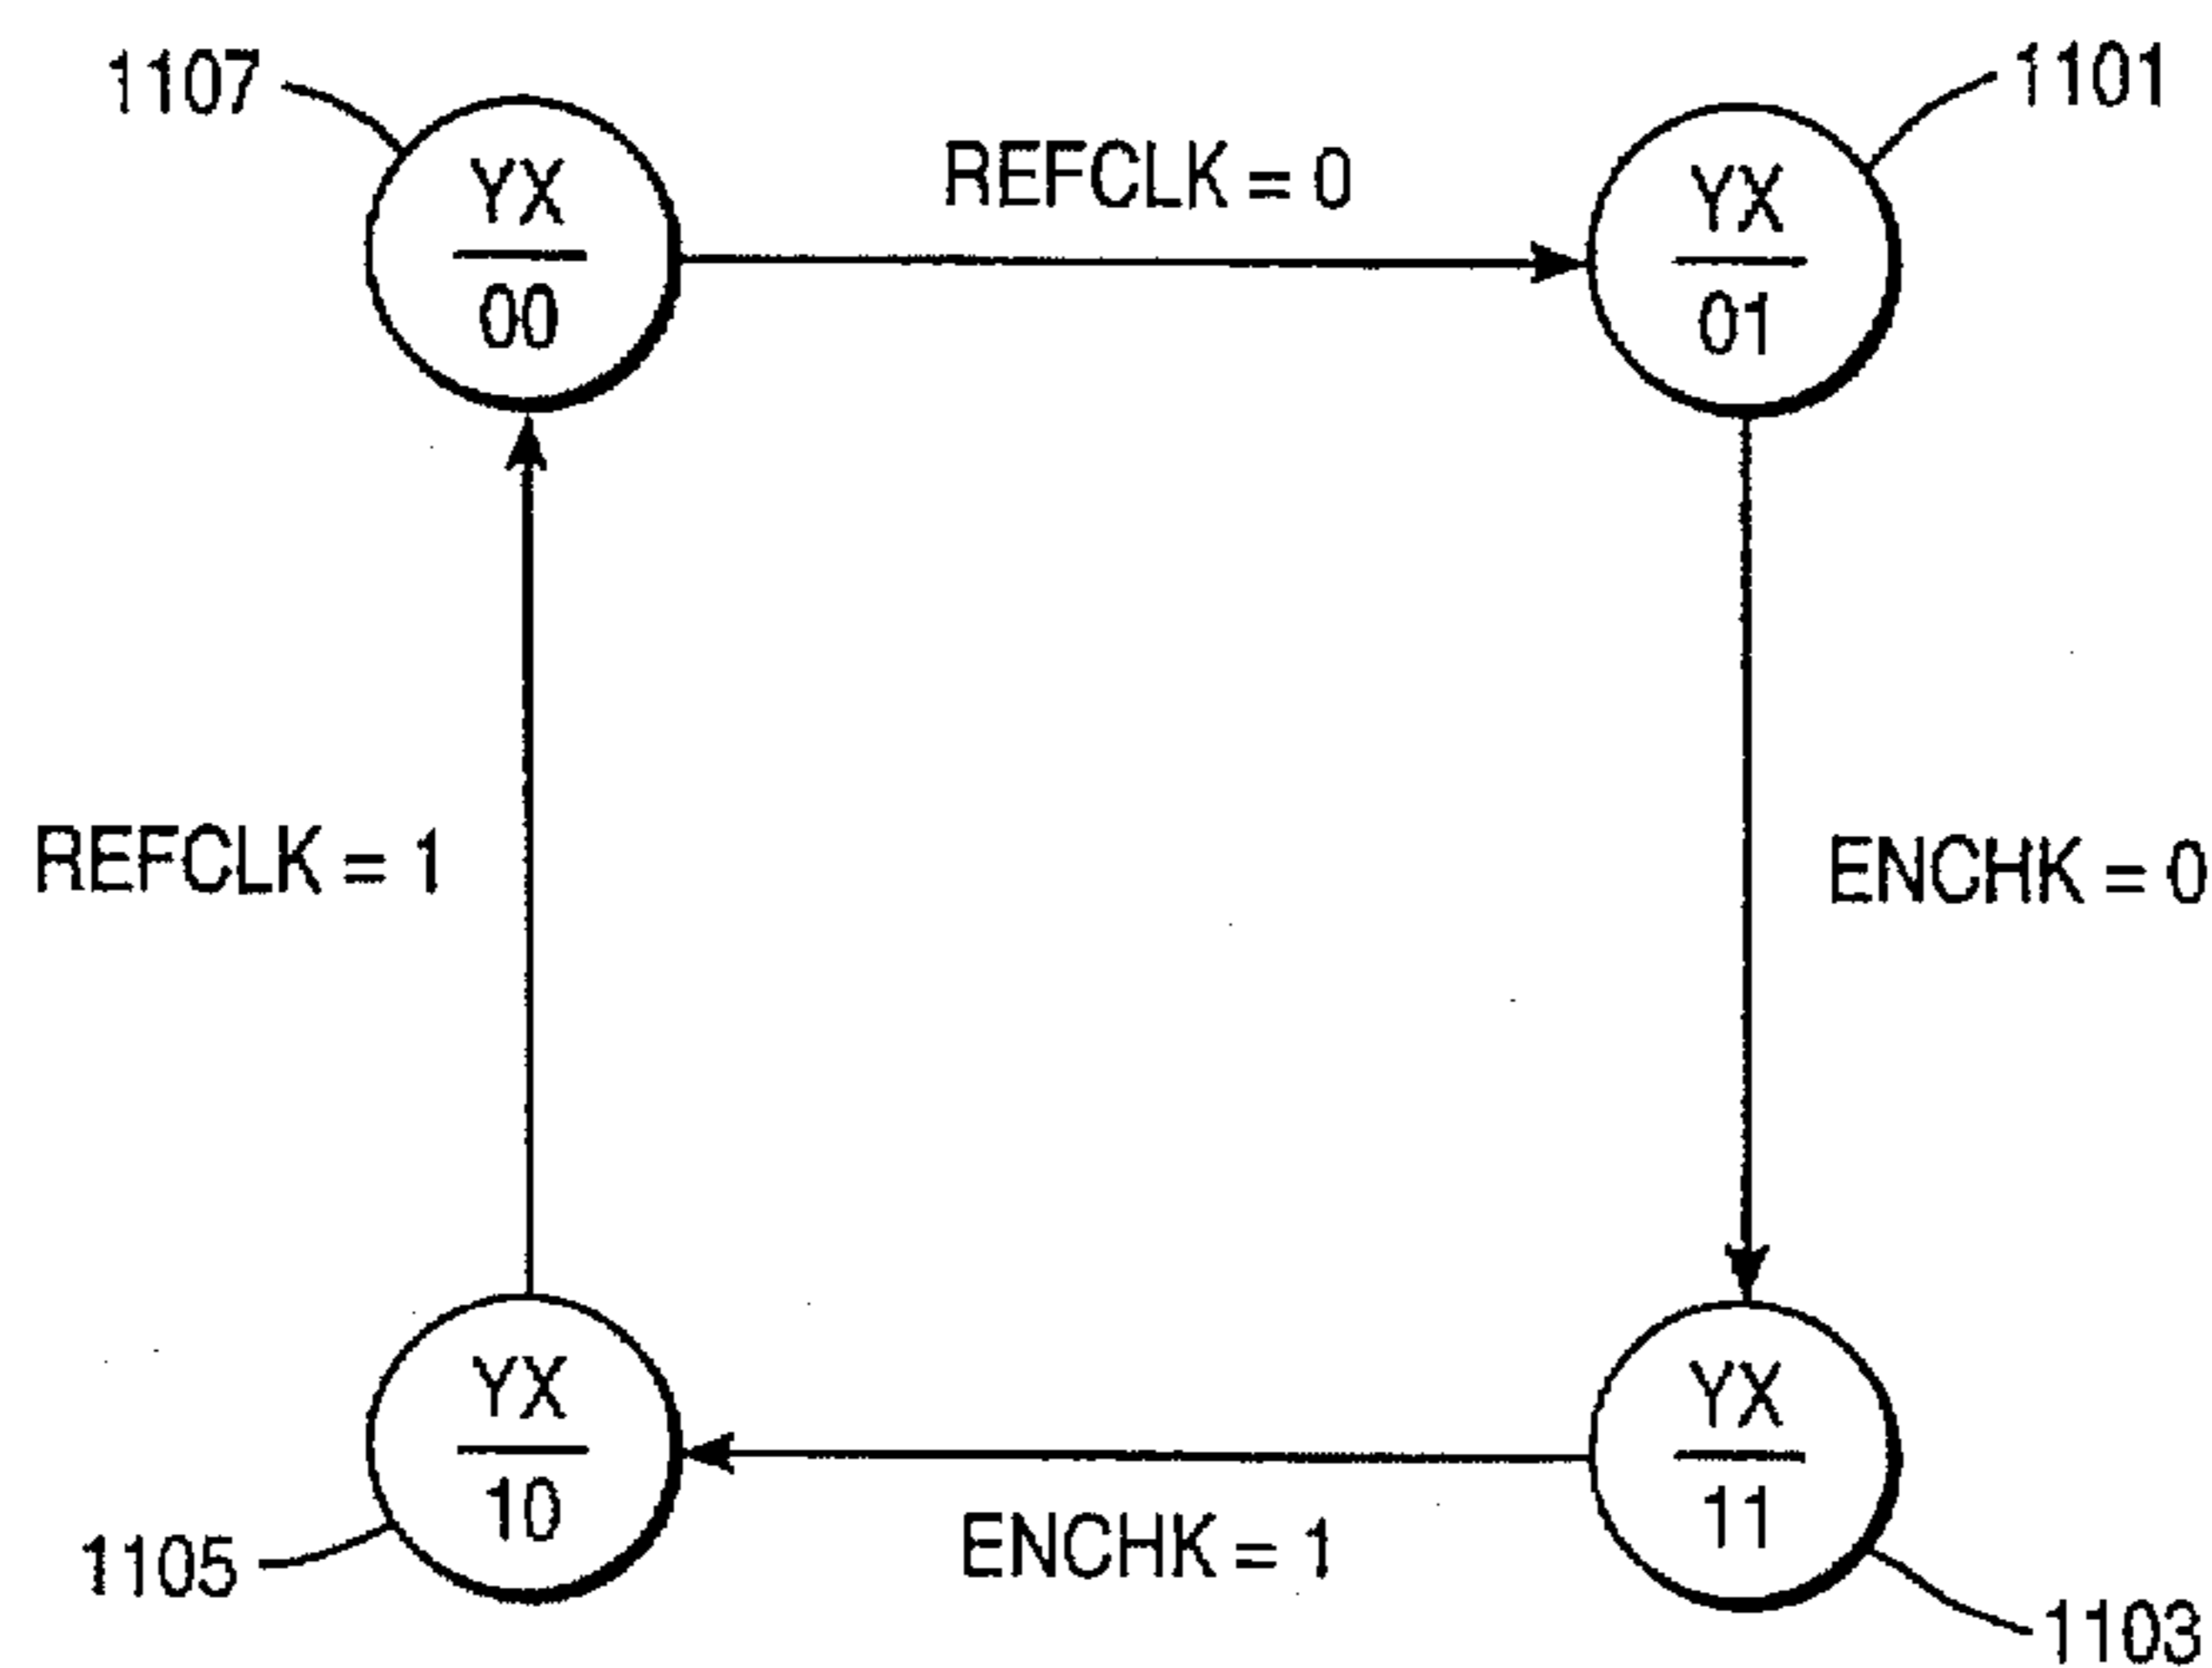 1107
1101
YX
00
REFCLK = 0
YX
01
REFCLK = 1
ENCHK = 0
YX
10
YX
11
ENCHK = 1
1105
1103